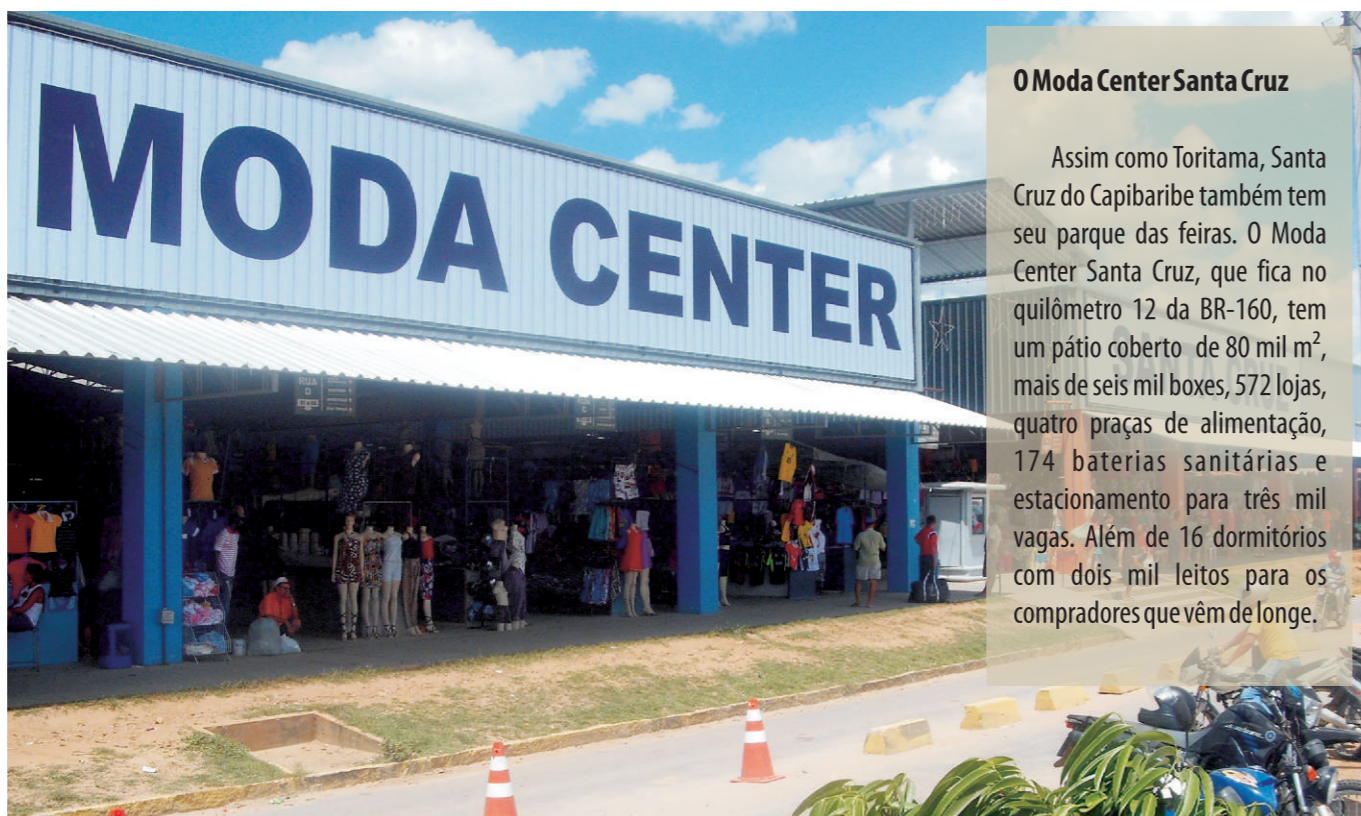 MODA CENTER
RUA
D
SANTA CRUZ
O Moda Center Santa Cruz
Assim como Toritama, Santa
Cruz do Capibaribe também tem
seu parque das feiras. O Moda
Center Santa Cruz, que fica no
quilômetro 12 da BR-160, tem
um pátio coberto de 80 mil m²,
mais de seis mil boxes, 572 lojas,
quatro praças de alimentação,
174 baterias sanitárias e
estacionamento para três mil
vagas. Além de 16 dormitórios
com dois mil leitos para os
compradores que vêm de longe.